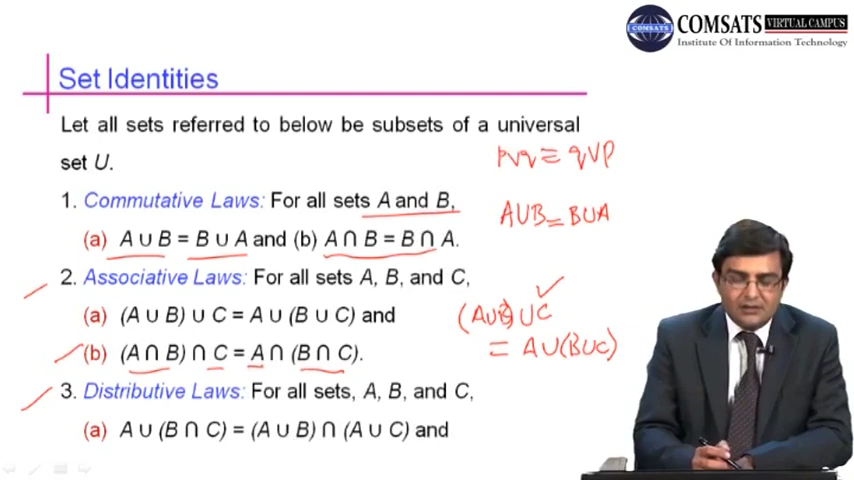 COMSATS VIRTUAL CAMPUS
COMSATS
Institute Of Information Technology
Set Identities
Let all sets referred to below be subsets of a universal
set U.
p∨q ≡ q∨p
1. Commutative Laws: For all sets A and B,
A∪B = B∪A
(a) A ∪ B = B ∪ A and (b) A ∩ B = B ∩ A.
2. Associative Laws: For all sets A, B, and C,
(a) (A ∪ B) ∪ C = A ∪ (B ∪ C) and
(A∪B)∪C
= A∪(B∪C)
(b) (A ∩ B) ∩ C = A ∩ (B ∩ C).
3. Distributive Laws: For all sets, A, B, and C,
(a) A ∪ (B ∩ C) = (A ∪ B) ∩ (A ∪ C) and